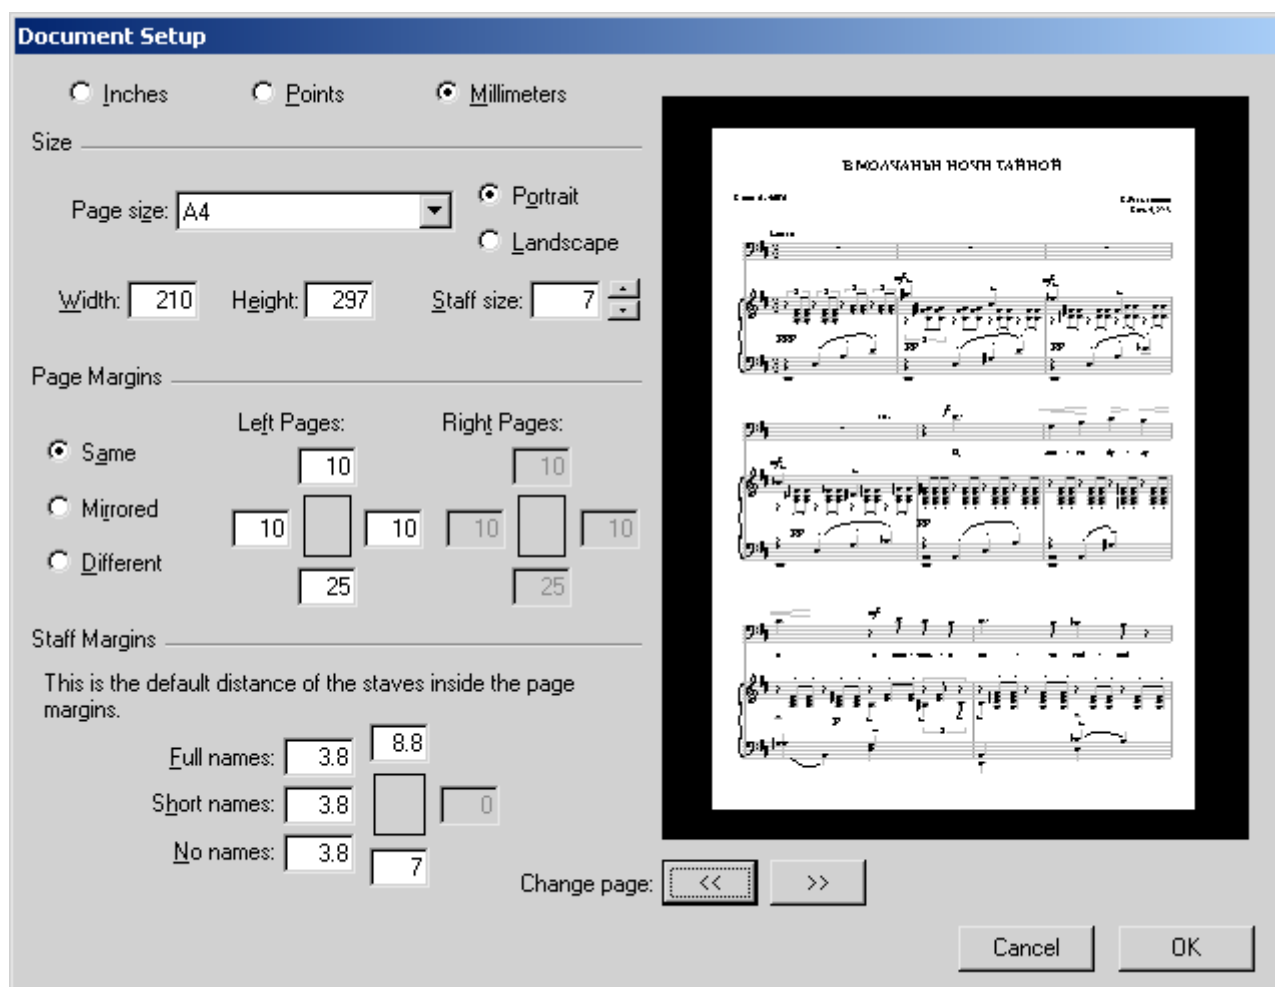 Document Setup
Inches Points Millimeters
Size
Page size: A4
Portrait
Landscape
Width: 210 Height: 297 Staff size: 7
Page Margins
Left Pages: Right Pages:
Same
10 10
Mirrored
10 10 10 10
Different
25 25
Staff Margins
This is the default distance of the staves inside the page
margins.
Full names: 3.8 8.8
Short names: 3.8 0
No names: 3.8 7
Change page: << >>
Cancel OK
В МОЛЧАНЬИ НОЧИ ТАЙНОЙ